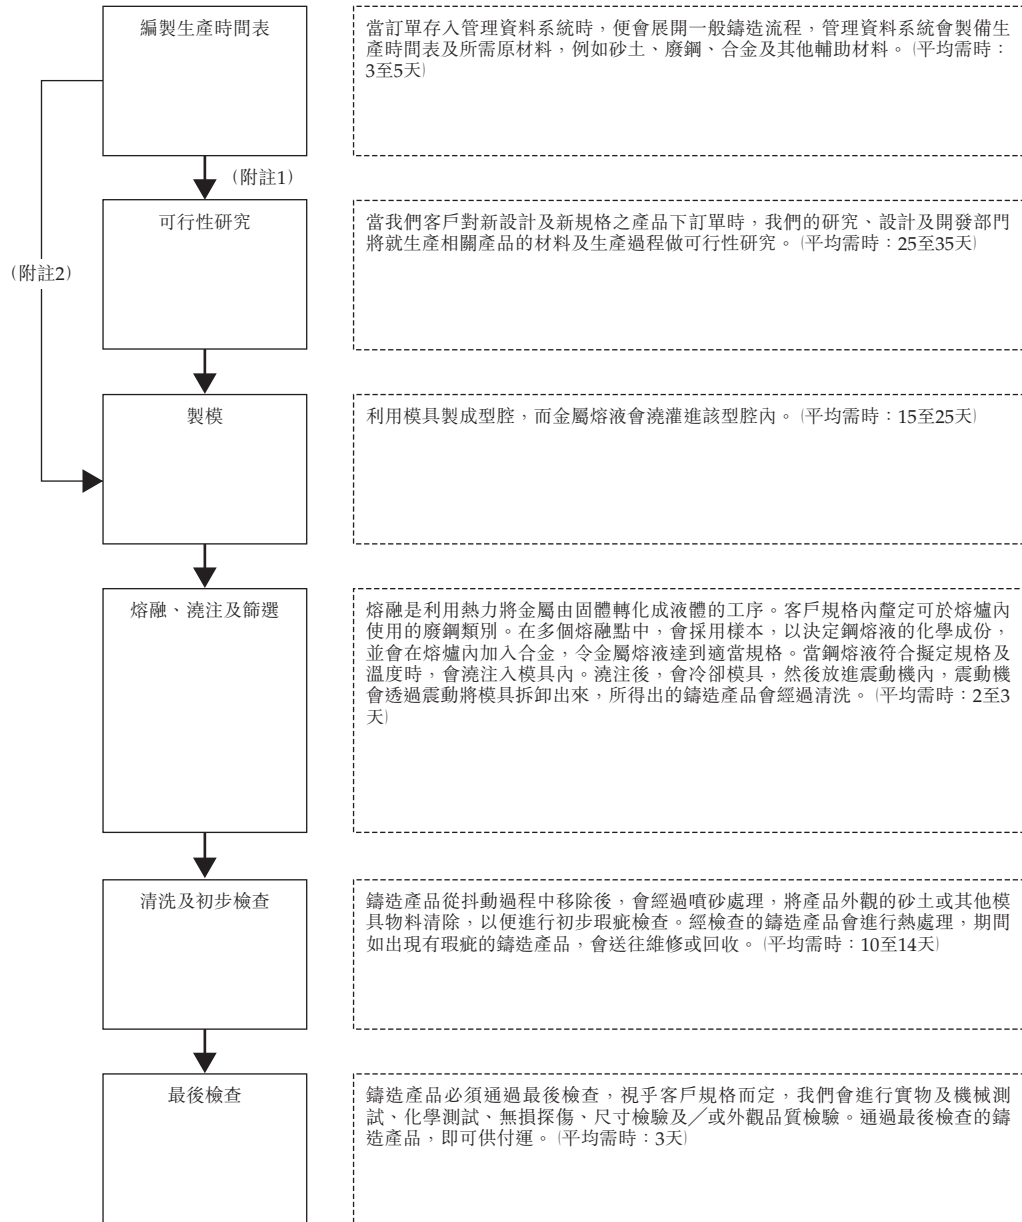 編製生產時間表
當訂單存入管理資料系統時，便會展開一般鑄造流程，管理資料系統會製備生
產時間表及所需原材料，例如砂土、廢鋼、合金及其他輔助材料。(平均需時：
3至5天)
(附註1)
可行性研究
當我們客戶對新設計及新規格之產品下訂單時，我們的研究、設計及開發部門
將就生產相關產品的材料及生產過程做可行性研究。(平均需時：25至35天)
(附註2)
製模
利用模具製成型腔，而金屬熔液會澆灌進該型腔內。(平均需時：15至25天)
熔融、澆注及篩選
熔融是利用熱力將金屬由固體轉化成液體的工序。客戶規格內釐定可於熔爐內
使用的廢鋼類別。在多個熔融點中，會採用樣本，以決定鋼熔液的化學成份，
並會在熔爐內加入合金，令金屬熔液達到適當規格。當鋼熔液符合擬定規格及
溫度時，會澆注入模具內。澆注後，會冷卻模具，然後放進震動機內，震動機
會透過震動將模具拆卸出來，所得出的鑄造產品會經過清洗。(平均需時：2至3
天)
清洗及初步檢查
鑄造產品從抖動過程中移除後，會經過噴砂處理，將產品外觀的砂土或其他模
具物料清除，以便進行初步瑕疵檢查。經檢查的鑄造產品會進行熱處理，期間
如出現有瑕疵的鑄造產品，會送往維修或回收。(平均需時：10至14天)
最後檢查
鑄造產品必須通過最後檢查，視乎客戶規格而定，我們會進行實物及機械測
試、化學測試、無損探傷、尺寸檢驗及／或外觀品質檢驗。通過最後檢查的鑄
造產品，即可供付運。(平均需時：3天)